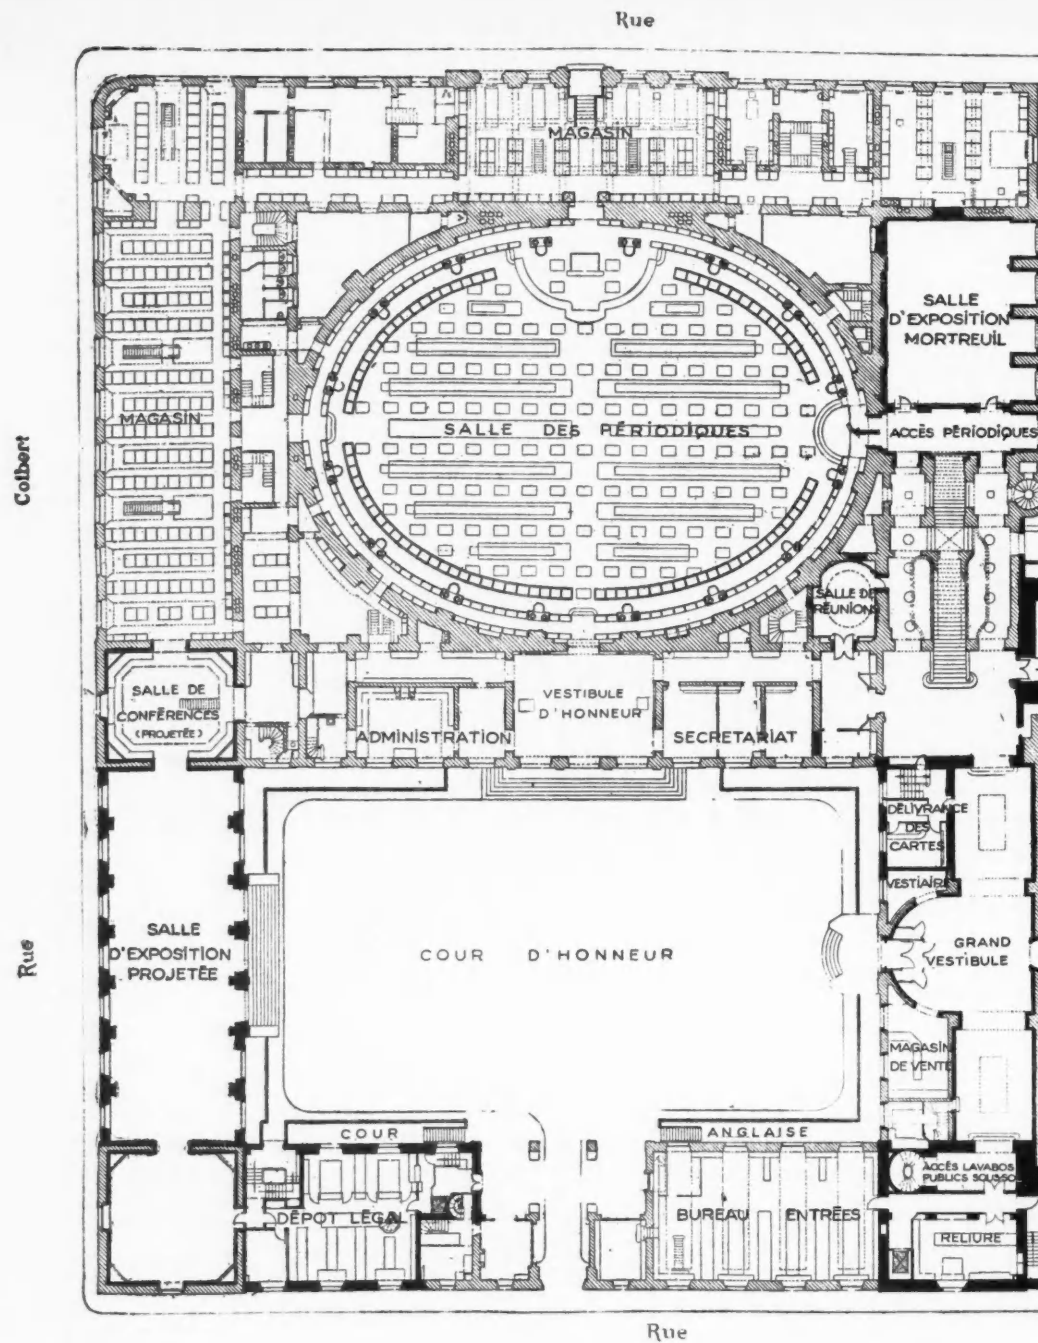 Rue
MAGASIN
SALLE
D'EXPOSITION
MORTREUIL
MAGASIN
SALLE DES PÉRIODIQUES
ACCÈS PÉRIODIQUES
Colbert
SALLE DE
RÉUNIONS
SALLE DE
CONFÉRENCES
(PROJETÉE)
VESTIBULE
D'HONNEUR
ADMINISTRATION
SECRETARIAT
DÉLIVRANCE
DES
CARTES
VESTIAIRE
SALLE
D'EXPOSITION
PROJETÉE
COUR D'HONNEUR
GRAND
VESTIBULE
Rue
MAGASIN
DE VENTE
COUR
ANGLAISE
ACCÈS LAVABOS
PUBLICS SOUS SOL
DÉPOT LÉGAL
BUREAU ENTRÉES
RELIURE
Rue